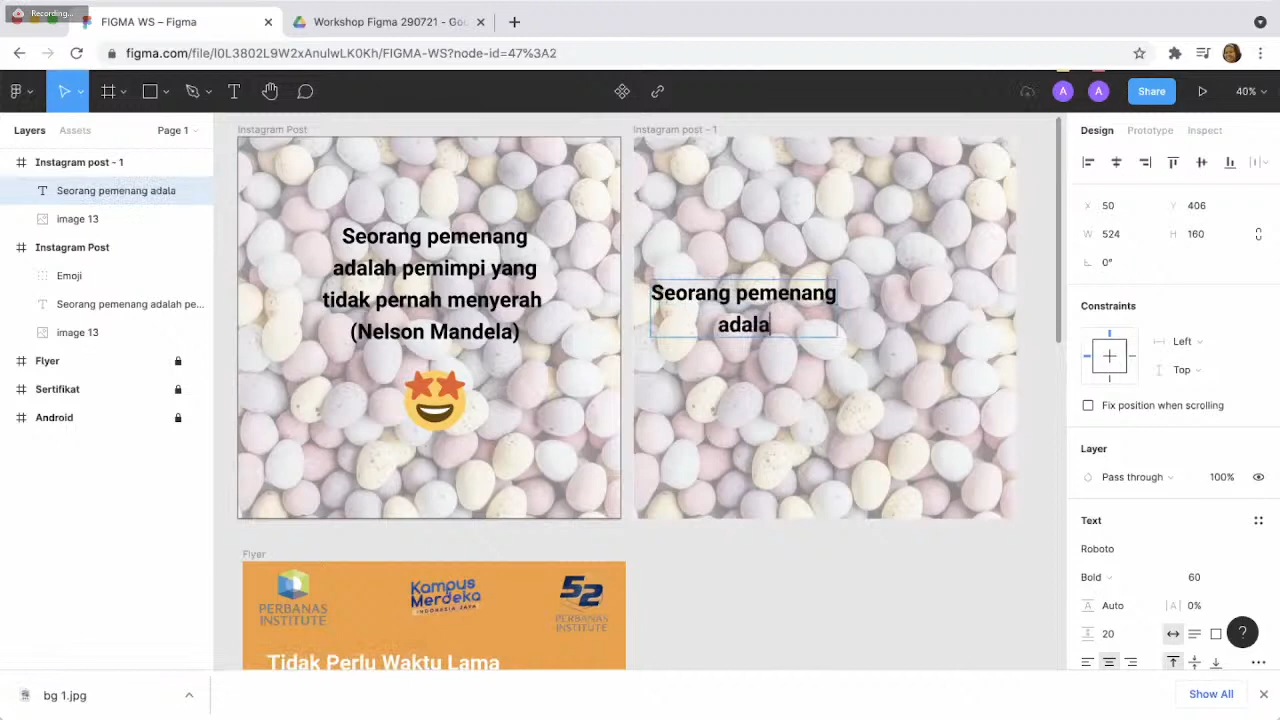 Recording...
FIGMA WS – Figma
Workshop Figma 290721 - Goo
figma.com/file/l0L3802L9W2xAnulwLK0Kh/FIGMA-WS?node-id=47%3A2
A
A
Share
40%
Layers
Assets
Page 1
Instagram post - 1
Seorang pemenang adala
image 13
Instagram Post
Emoji
Seorang pemenang adalah pe...
image 13
Flyer
Sertifikat
Android
Instagram Post
Seorang pemenang
adalah pemimpi yang
tidak pernah menyerah
(Nelson Mandela)
Instagram post - 1
Seorang pemenang
adala
Flyer
PERBANAS
INSTITUTE
Kampus
Merdeka
INDONESIA JAYA
52
PERBANAS
INSTITUTE
Tidak Perlu Waktu Lama
Design
Prototype
Inspect
X 50
Y 406
W 524
H 160
0°
Constraints
Left
Top
Fix position when scrolling
Layer
Pass through
100%
Text
Roboto
Bold
60
A Auto
|A| 0%
20
?
bg 1.jpg
Show All